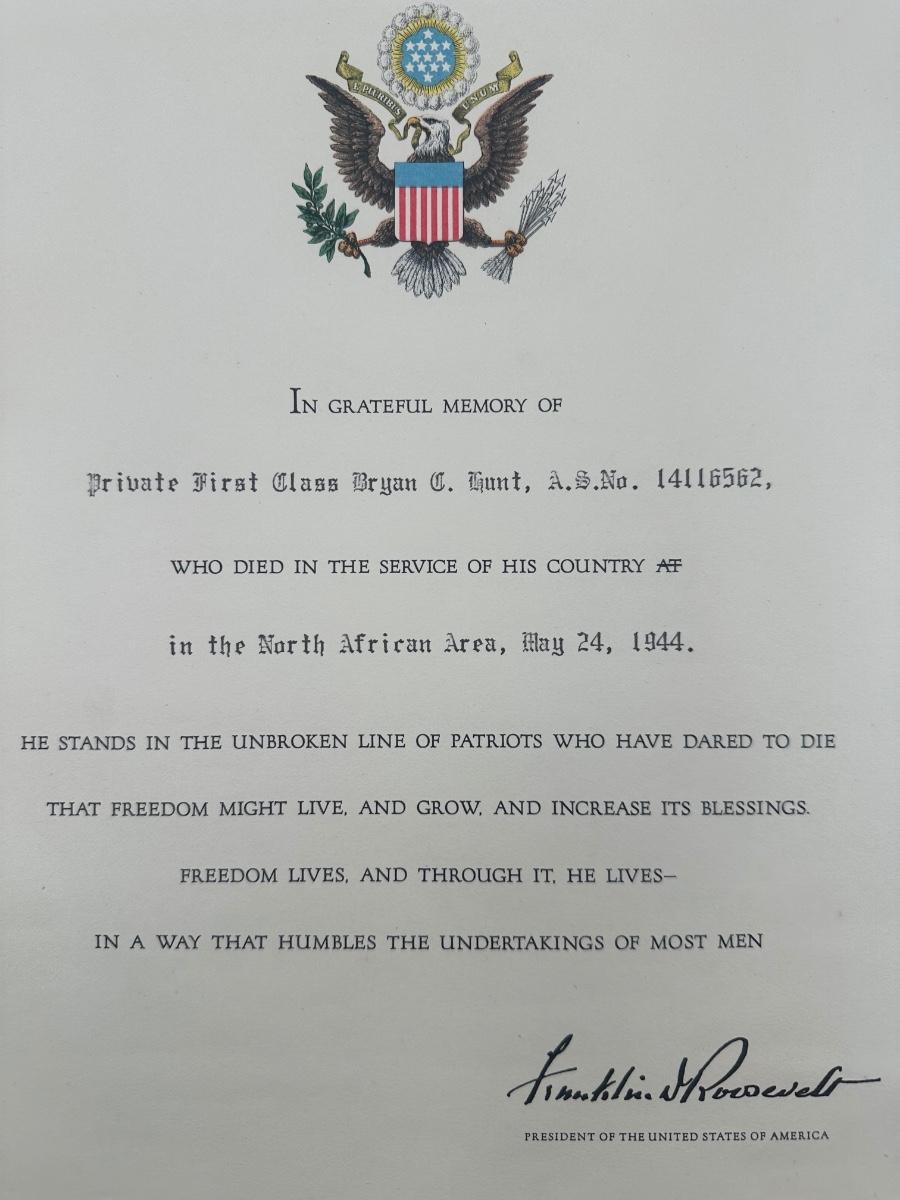 E PLURIBUS UNUM
IN GRATEFUL MEMORY OF
Private First Class Bryan C. Hunt, A.S.No. 14116562,
WHO DIED IN THE SERVICE OF HIS COUNTRY AT
in the North African Area, May 24, 1944.
HE STANDS IN THE UNBROKEN LINE OF PATRIOTS WHO HAVE DARED TO DIE
THAT FREEDOM MIGHT LIVE, AND GROW, AND INCREASE ITS BLESSINGS.
FREEDOM LIVES, AND THROUGH IT, HE LIVES—
IN A WAY THAT HUMBLES THE UNDERTAKINGS OF MOST MEN
Franklin D Roosevelt
PRESIDENT OF THE UNITED STATES OF AMERICA